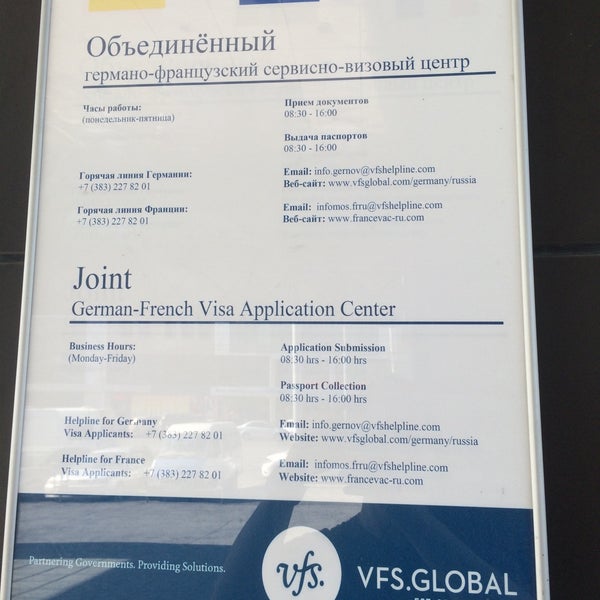 Объединённый
германо-французский сервисно-визовый центр
Часы работы:
(понедельник-пятница)
Прием документов
08:30 - 16:00
Выдача паспортов
08:30 - 16:00
Горячая линия Германии:
+7 (383) 227 82 01
Email: info.gernov@vfshelpline.com
Веб-сайт: www.vfsglobal.com/germany/russia
Горячая линия Франции:
+7 (383) 227 82 01
Email: infomos.frru@vfshelpline.com
Веб-сайт: www.francevac-ru.com
Joint
German-French Visa Application Center
Business Hours:
(Monday-Friday)
Application Submission
08:30 hrs - 16:00 hrs
Passport Collection
08:30 hrs - 16:00 hrs
Helpline for Germany
Visa Applicants: +7 (383) 227 82 01
Email: info.gernov@vfshelpline.com
Website: www.vfsglobal.com/germany/russia
Helpline for France
Visa Applicants: +7 (383) 227 82 01
Email: infomos.frru@vfshelpline.com
Website: www.francevac-ru.com
Partnering Governments. Providing Solutions.
vfs.
VFS.GLOBAL